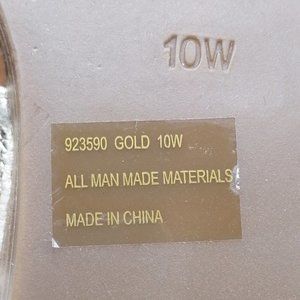 10W
923590 GOLD 10W
ALL MAN MADE MATERIALS
MADE IN CHINA